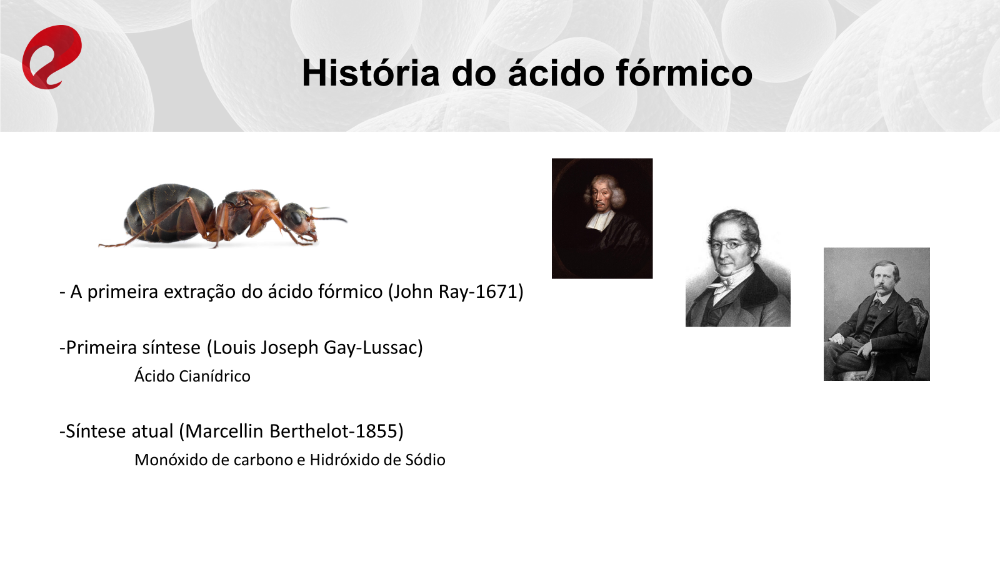 História do ácido fórmico
- A primeira extração do ácido fórmico (John Ray-1671)
-Primeira síntese (Louis Joseph Gay-Lussac)
Ácido Cianídrico
-Síntese atual (Marcellin Berthelot-1855)
Monóxido de carbono e Hidróxido de Sódio